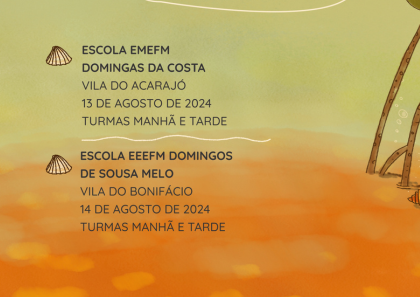 ESCOLA EMEFM
DOMINGAS DA COSTA
VILA DO ACARAJÓ
13 DE AGOSTO DE 2024
TURMAS MANHÃ E TARDE
ESCOLA EEEFM DOMINGOS
DE SOUSA MELO
VILA DO BONIFÁCIO
14 DE AGOSTO DE 2024
TURMAS MANHÃ E TARDE